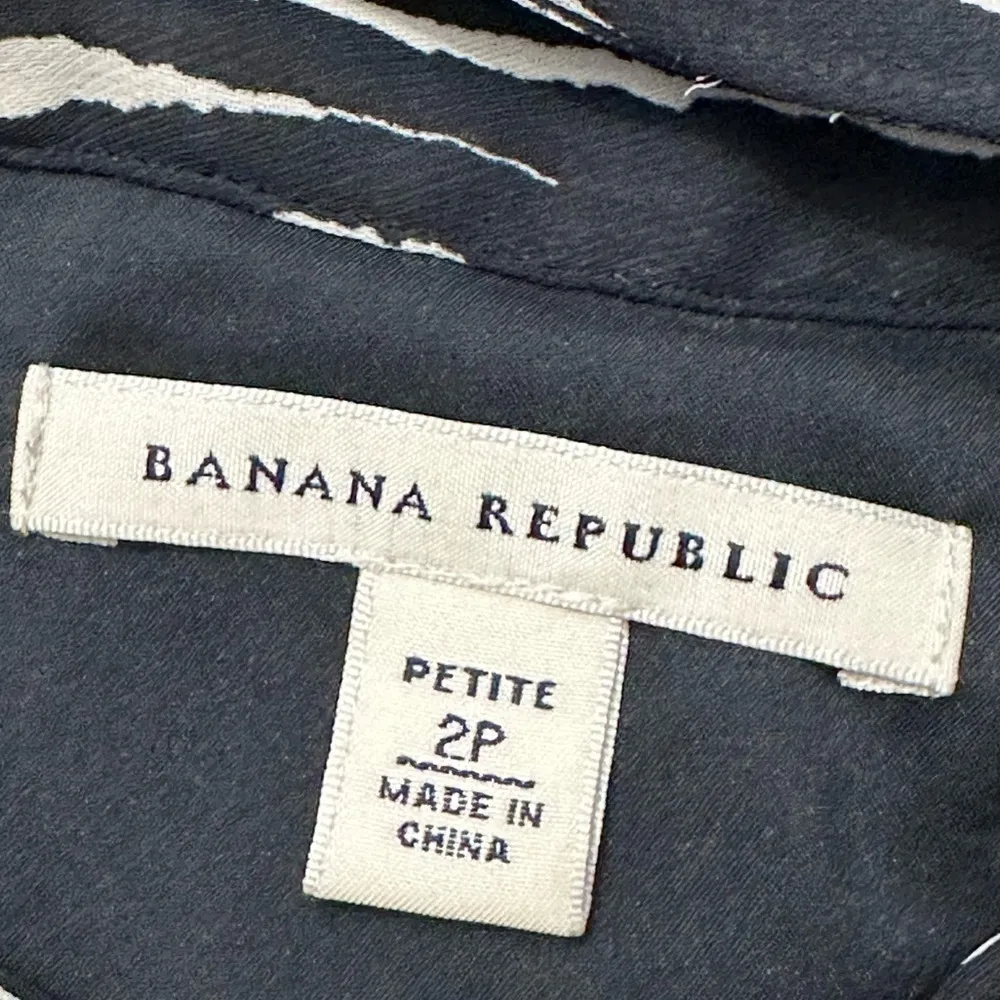 BANANA REPUBLIC
PETITE
2P
MADE IN
CHINA